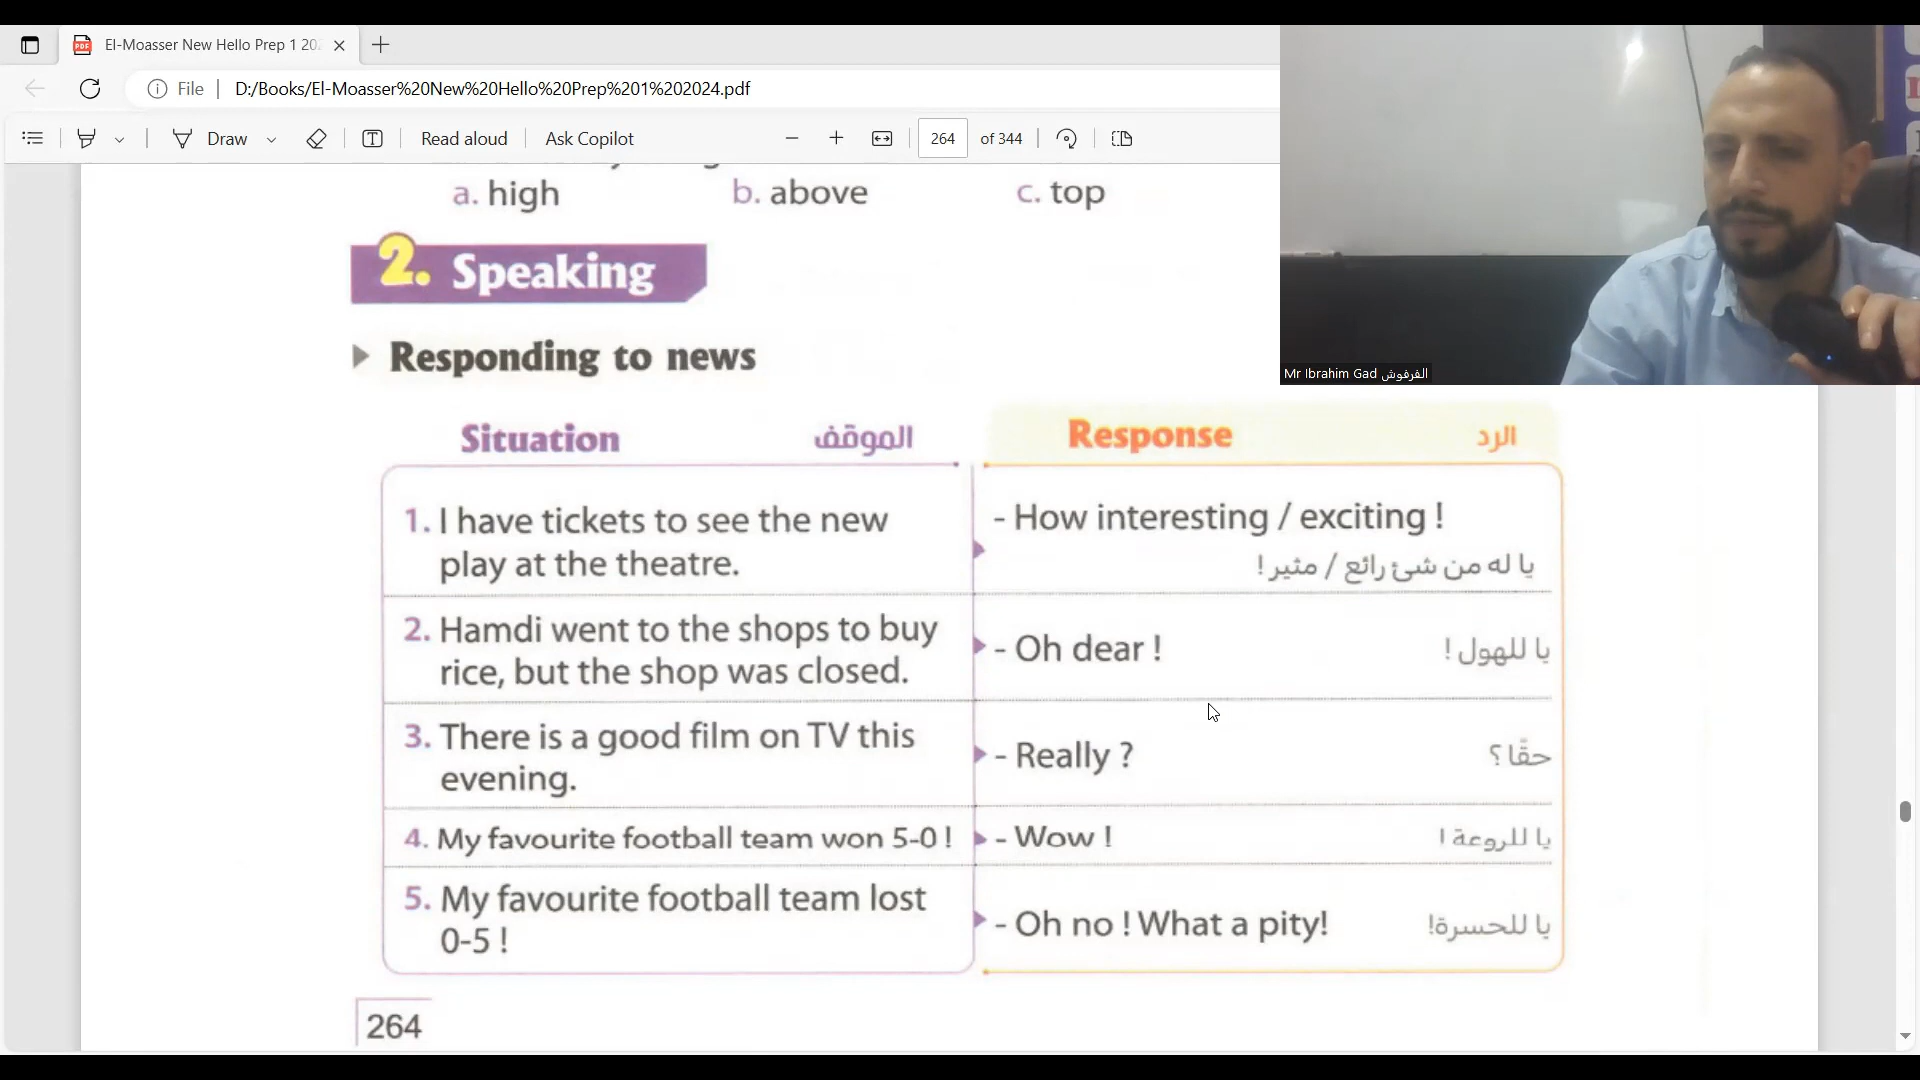 El-Moasser New Hello Prep 1 202
File
D:/Books/El-Moasser%20New%20Hello%20Prep%201%202024.pdf
Draw
Read aloud
Ask Copilot
264 of 344
a. high b. above c. top
2. Speaking
Responding to news
Mr Ibrahim Gad الفرفوش
Situation الموقف Response الرد
1. I have tickets to see the new
play at the theatre.
- How interesting / exciting !
يا له من شئ رائع / مثير !
2. Hamdi went to the shops to buy
rice, but the shop was closed.
- Oh dear ! يا للهول !
3. There is a good film on TV this
evening.
- Really ? حقًا ؟
4. My favourite football team won 5-0 ! - Wow ! يا للروعة !
5. My favourite football team lost
0-5 !
- Oh no ! What a pity! يا للحسرة!
264